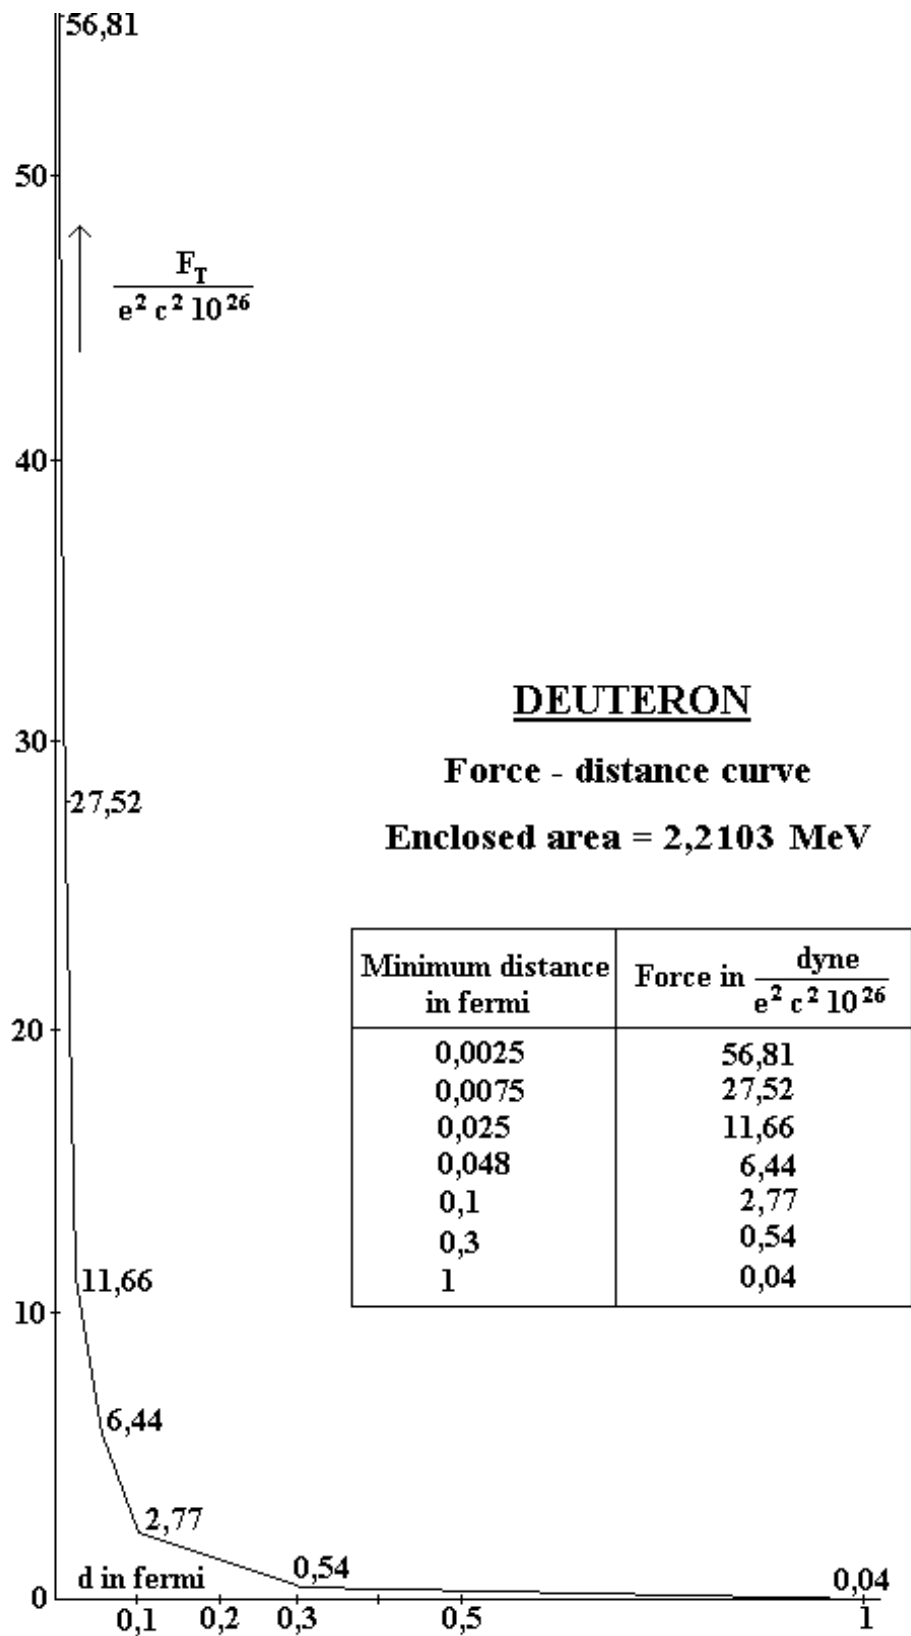 56,81
50
F_T
e² c² 10²⁶
40
DEUTERON
30
Force - distance curve
27,52
Enclosed area = 2,2103 MeV
Minimum distance in fermi
Force in dyne
e² c² 10²⁶
20
0,0025 56,81
0,0075 27,52
0,025 11,66
0,048 6,44
0,1 2,77
0,3 0,54
1 0,04
11,66
10
6,44
2,77
0,54
0,04
d in fermi
0
0,1 0,2 0,3 0,5 1